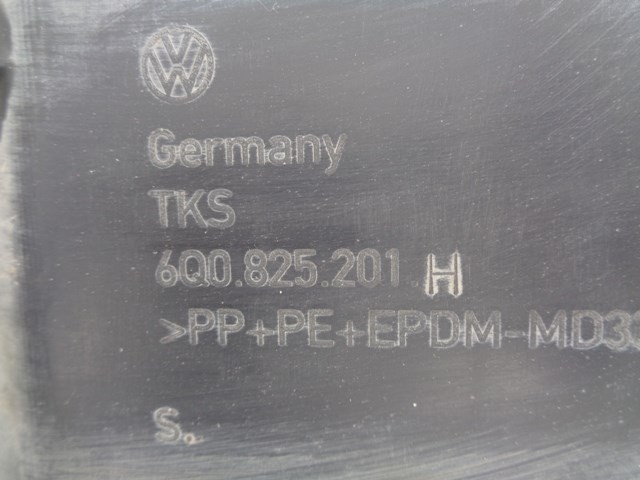 VW
Germany
TKS
6Q0.825.201.H
>PP+PE+EPDM-MD33
S.